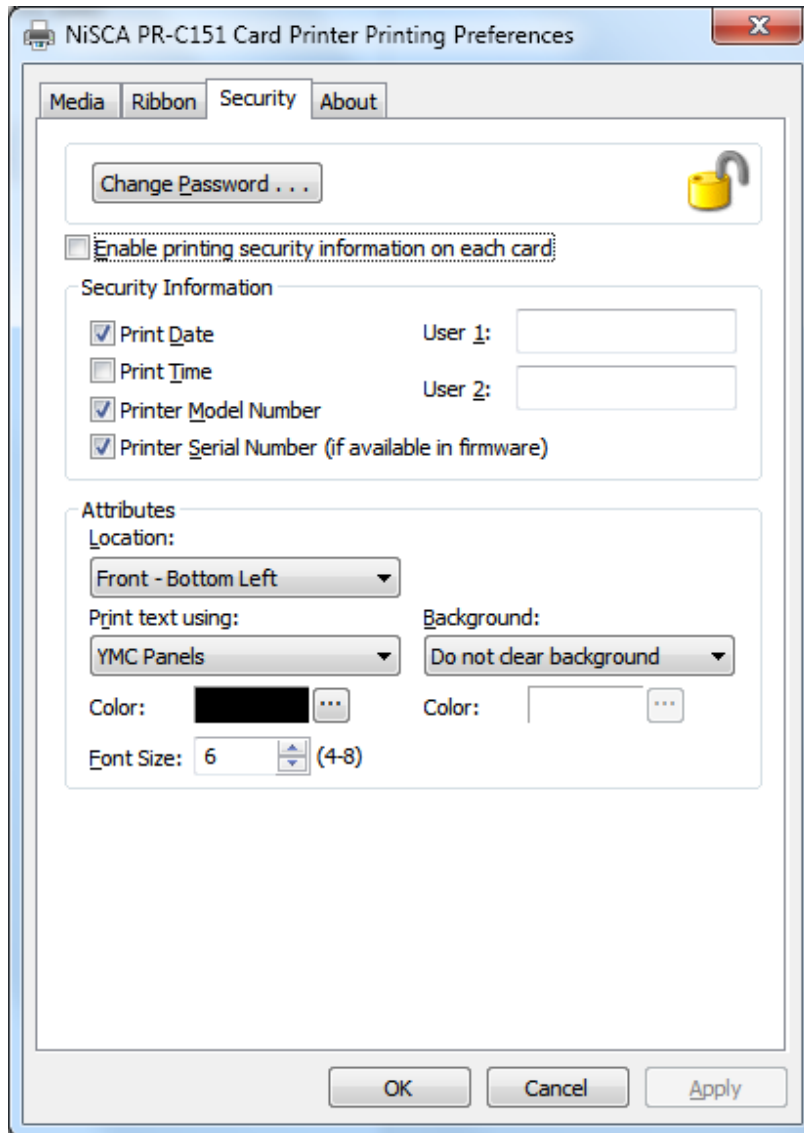 NiSCA PR-C151 Card Printer Printing Preferences
Media Ribbon Security About
Change Password . . .
Enable printing security information on each card
Security Information
Print Date User 1:
Print Time
User 2:
Printer Model Number
Printer Serial Number (if available in firmware)
Attributes
Location:
Front - Bottom Left
Print text using: Background:
YMC Panels Do not clear background
Color: ... Color: ...
Font Size: 6 (4-8)
OK Cancel Apply